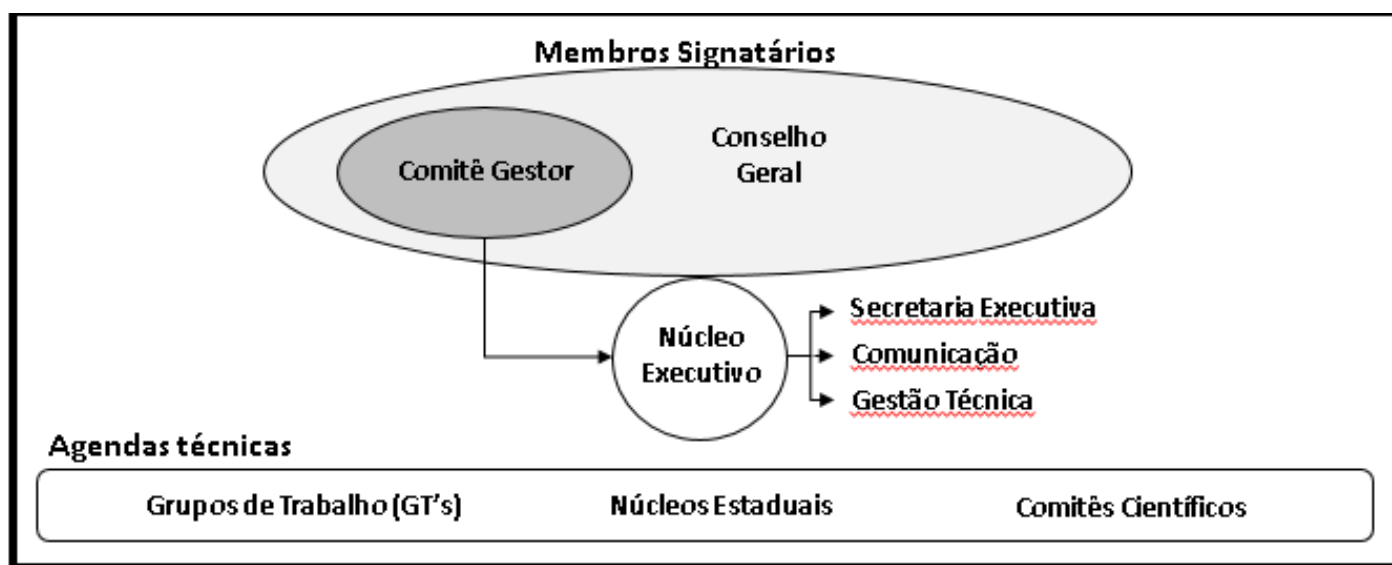 Membros Signatários
Conselho
Geral
Comitê Gestor
Núcleo
Executivo
Secretaria Executiva
Comunicação
Gestão Técnica
Agendas técnicas
Grupos de Trabalho (GT's)
Núcleos Estaduais
Comitês Científicos